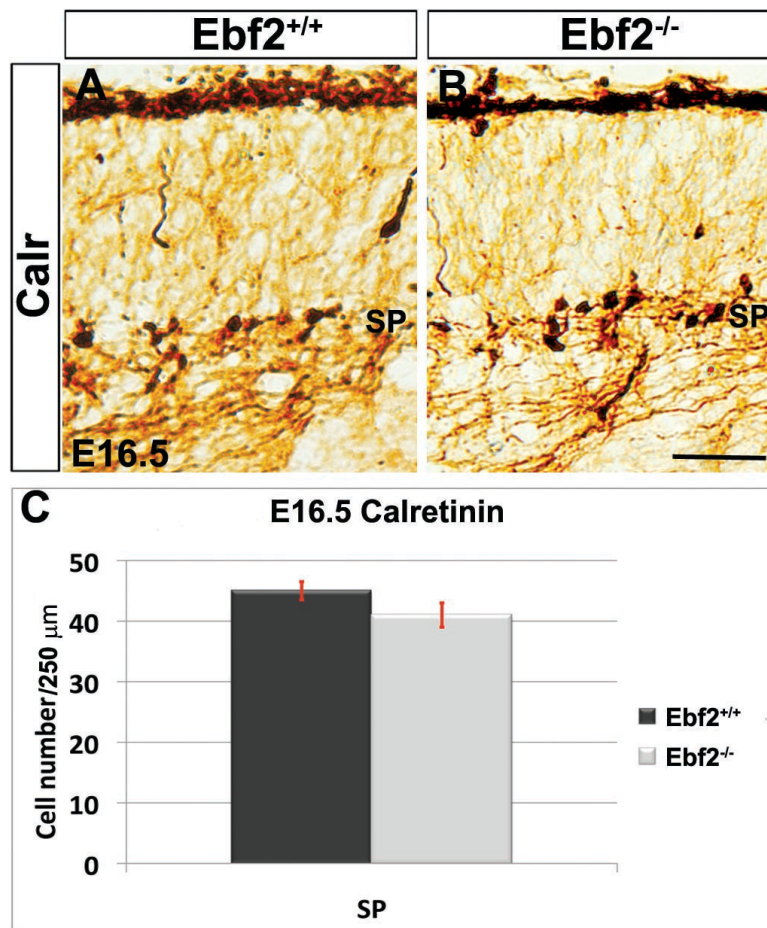 Ebf2+/+ Ebf2-/-
Calr
A B
SP SP
E16.5
C
E16.5 Calretinin
Cell number/250 μm
50
40
30
20
10
0
SP
Ebf2+/+
Ebf2-/-